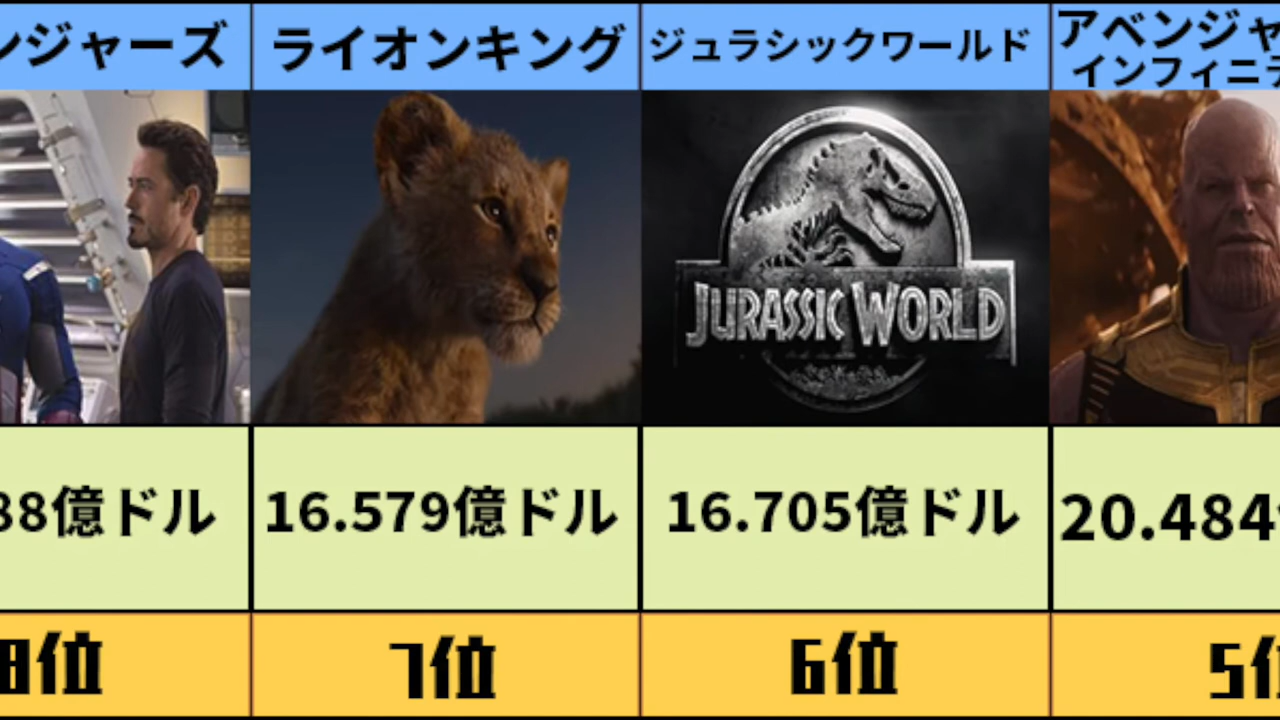 ンジャーズ
ライオンキング
ジュラシックワールド
アベンジャ
インフィニテ
JURASSIC WORLD
88億ドル
16.579億ドル
16.705億ドル
20.484
8位
7位
6位
5位